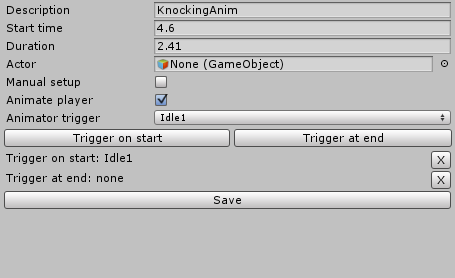 Description KnockingAnim
Start time 4.6
Duration 2.41
Actor None (GameObject)
Manual setup
Animate player
Animator trigger Idle1
Trigger on start Trigger at end
Trigger on start: Idle1 X
Trigger at end: none X
Save